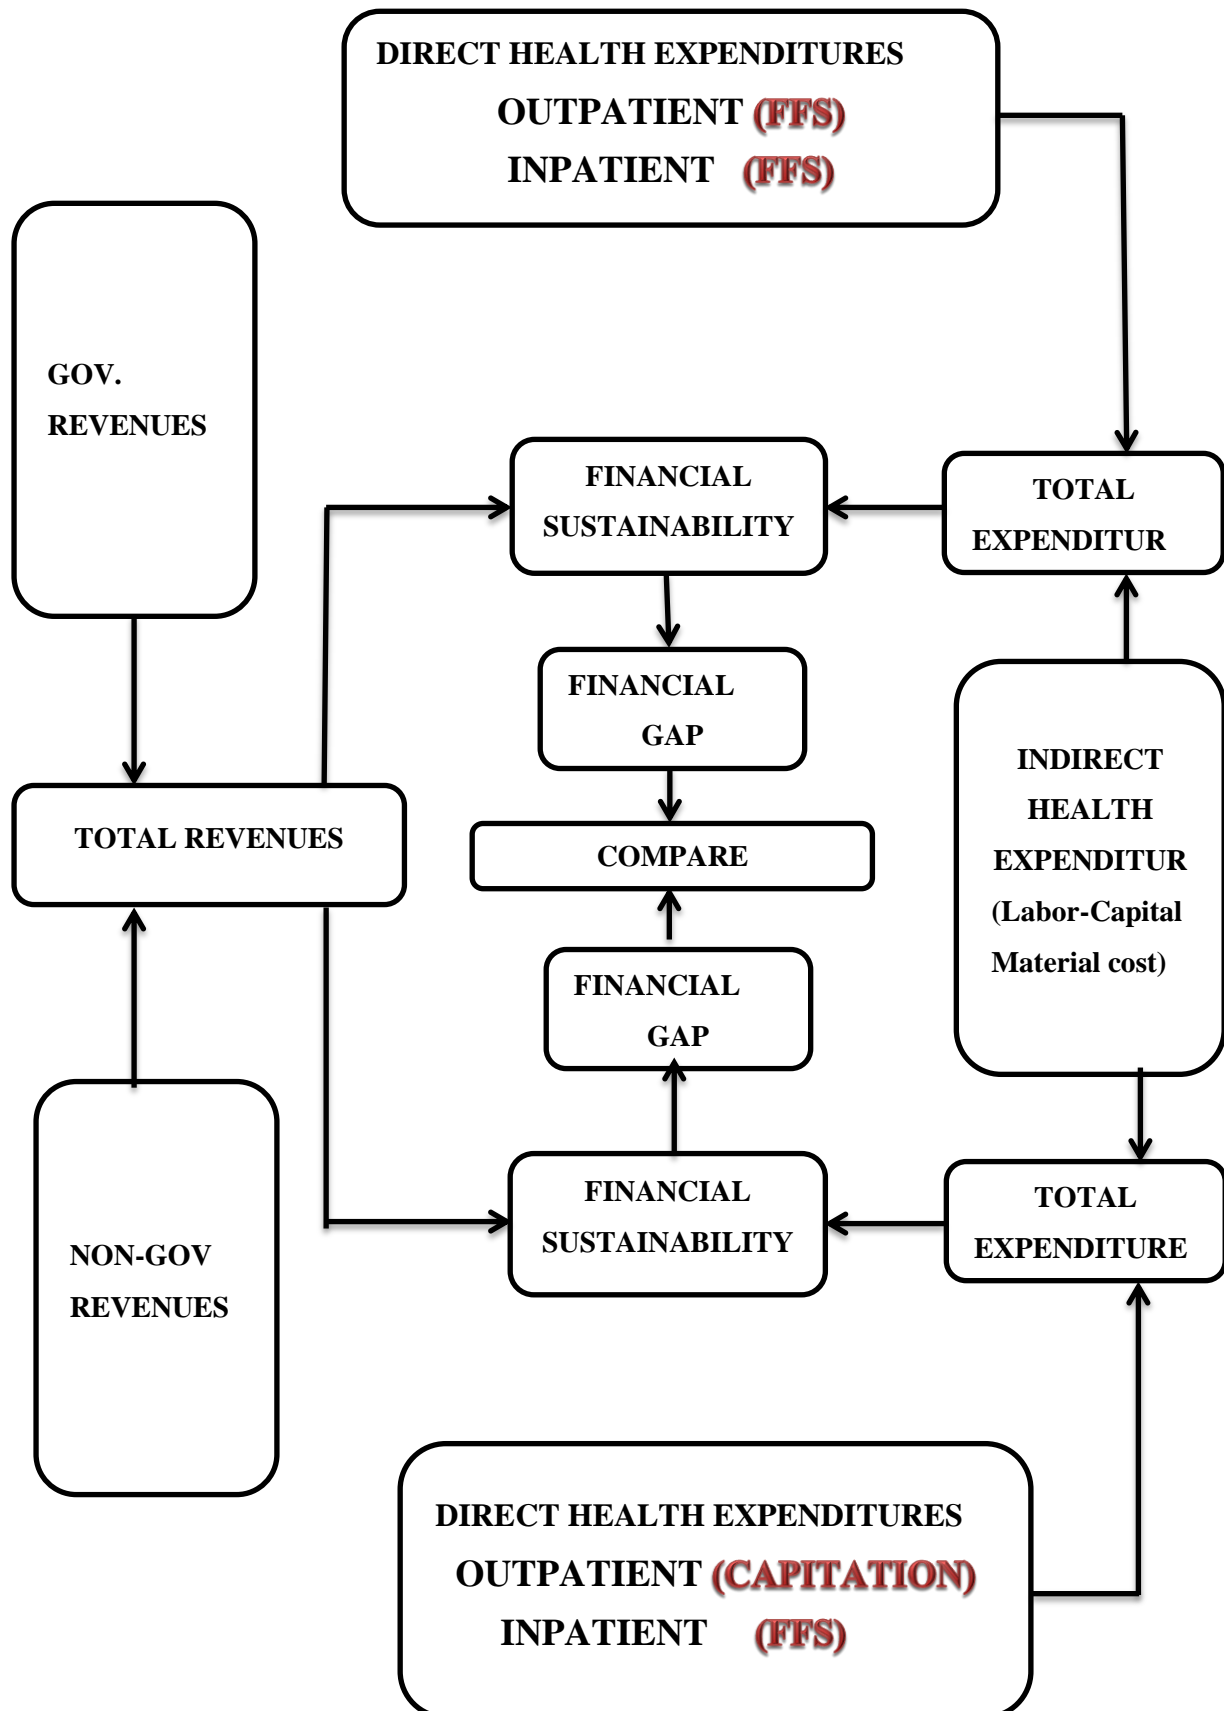 DIRECT HEALTH EXPENDITURES
OUTPATIENT (FFS)
INPATIENT (FFS)
GOV.
REVENUES
FINANCIAL
SUSTAINABILITY
TOTAL
EXPENDITUR
FINANCIAL
GAP
INDIRECT
HEALTH
EXPENDITUR
(Labor-Capital
Material cost)
TOTAL REVENUES
COMPARE
FINANCIAL
GAP
NON-GOV
REVENUES
FINANCIAL
SUSTAINABILITY
TOTAL
EXPENDITURE
DIRECT HEALTH EXPENDITURES
OUTPATIENT (CAPITATION)
INPATIENT (FFS)